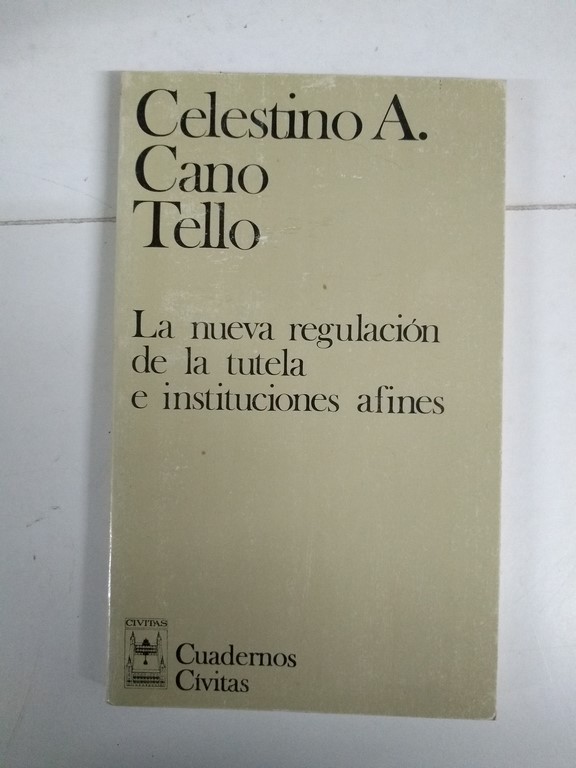 Celestino A.
Cano
Tello
La nueva regulación
de la tutela
e instituciones afines
CIVITAS
Cuadernos
Cívitas